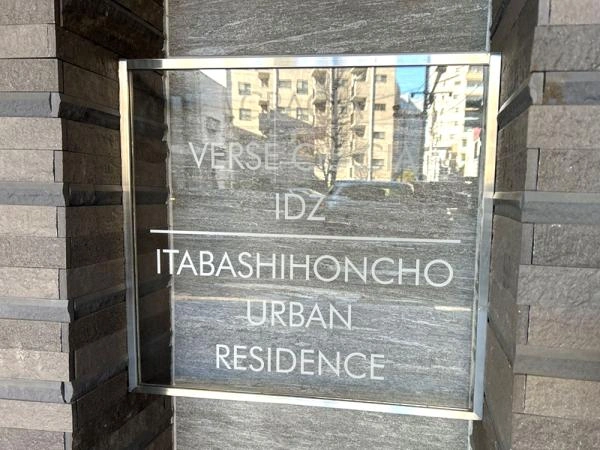 VERSE
IDZ
ITABASHIHONCHO
URBAN
RESIDENCE